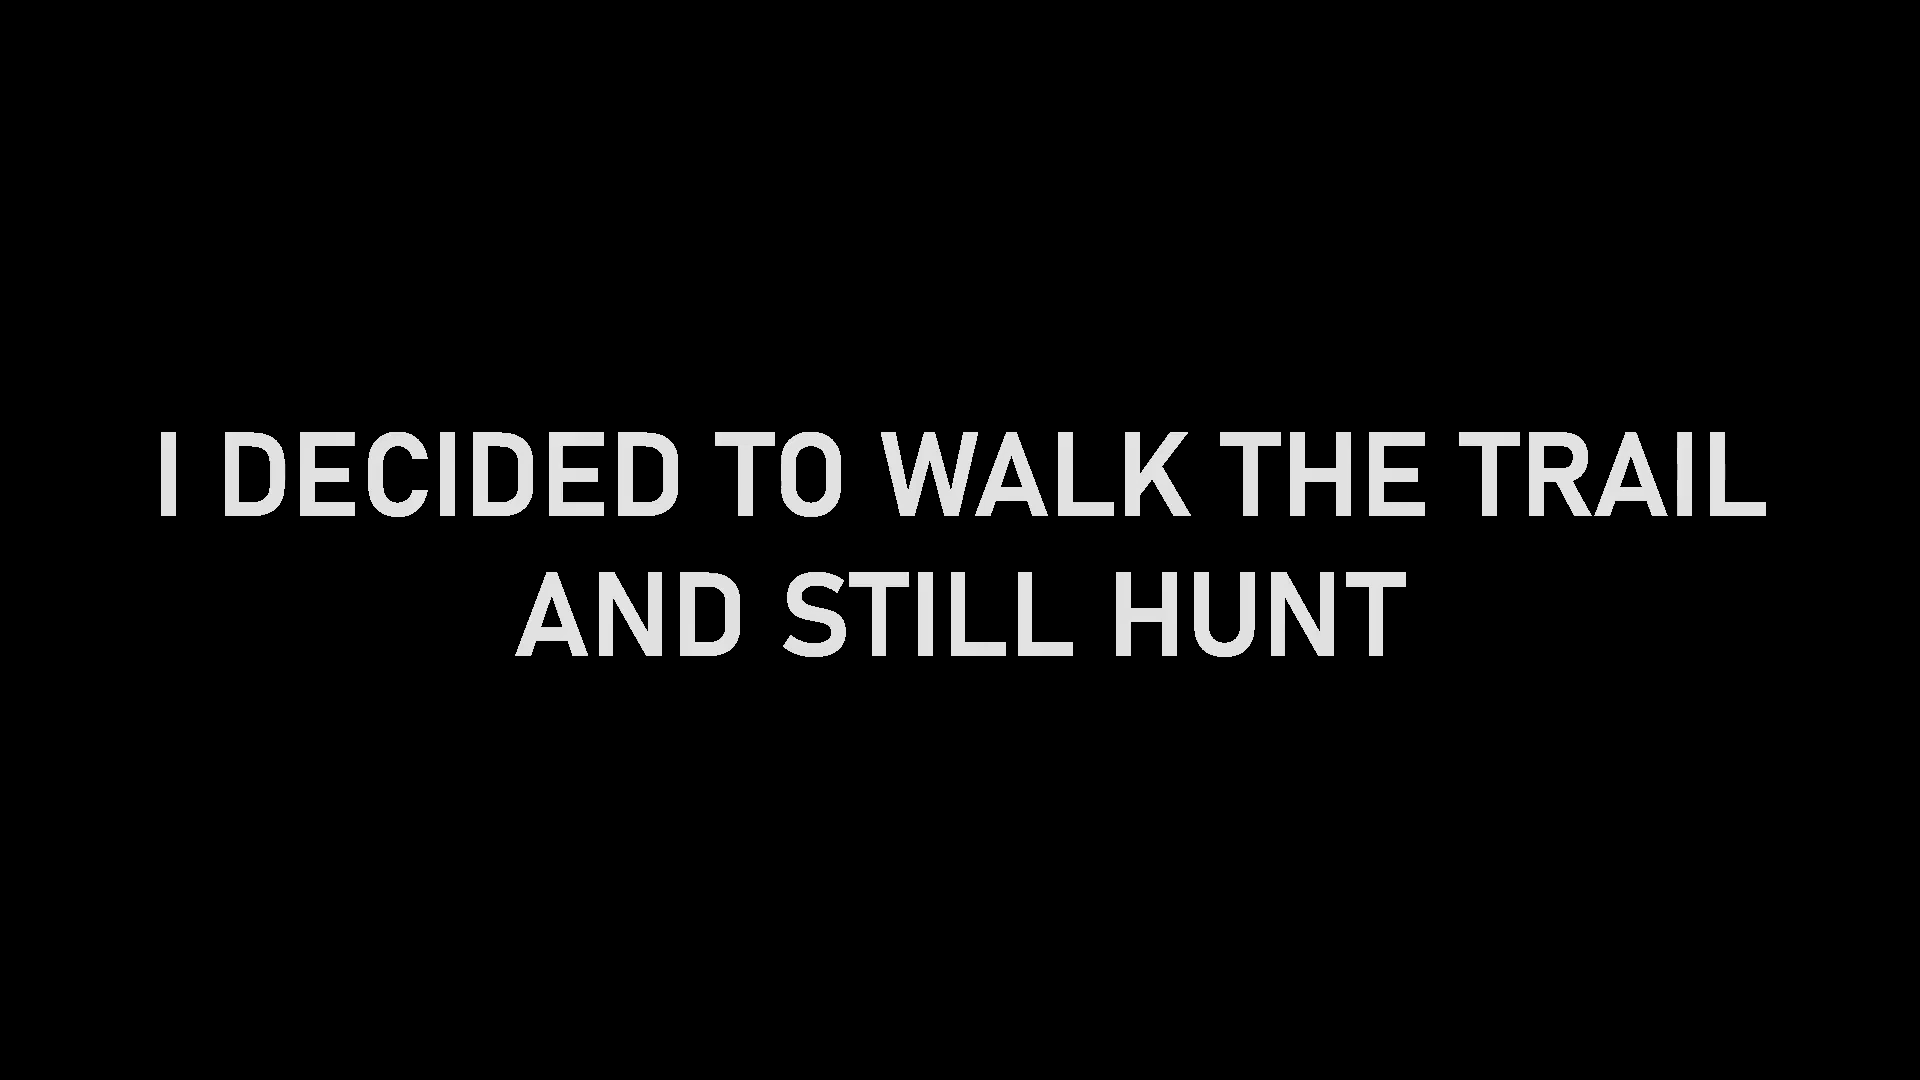 I DECIDED TO WALK THE TRAIL
AND STILL HUNT